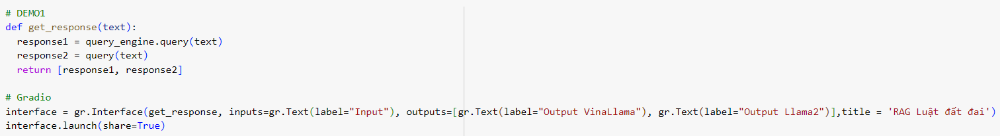 # DEMO1
def get_response(text):
  response1 = query_engine.query(text)
  response2 = query(text)
  return [response1, response2]

# Gradio
interface = gr.Interface(get_response, inputs=gr.Text(label="Input"), outputs=[gr.Text(label="Output VinaLlama"), gr.Text(label="Output Llama2")],title = 'RAG Luật đất đai')
interface.launch(share=True)